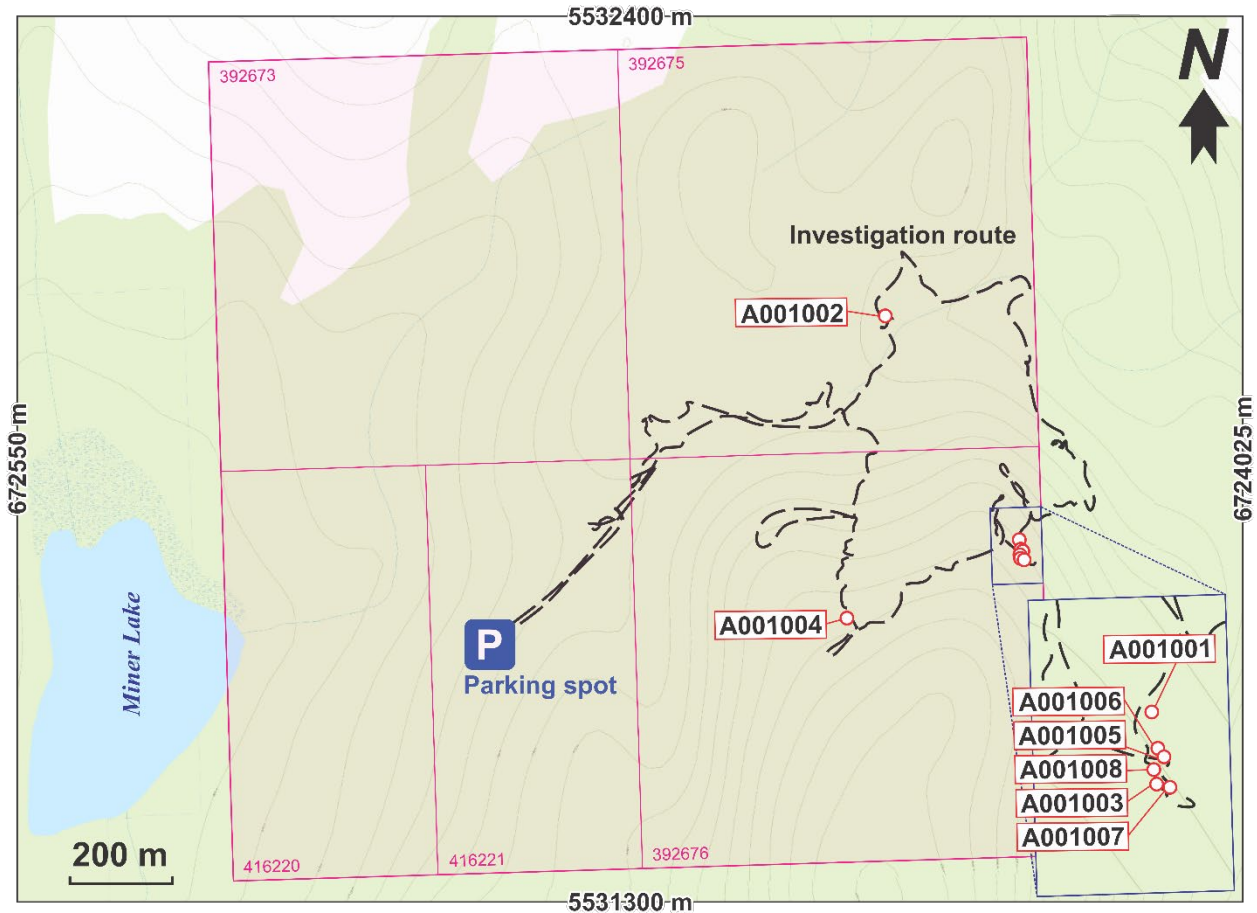 5532400 m
N
392673
392675
Investigation route
A001002
672550 m
6724025 m
A001004
P
Parking spot
Miner Lake
A001001
A001006
A001005
A001008
A001003
A001007
200 m
416220
416221
392676
5531300 m